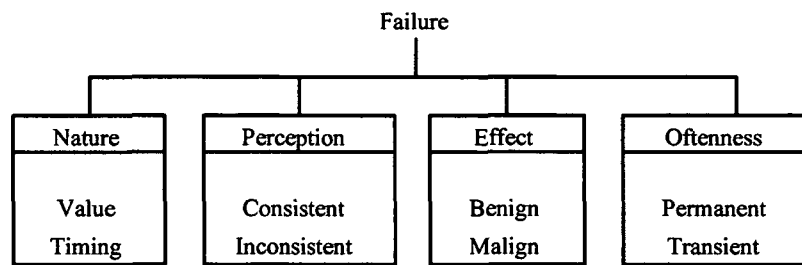 Failure
Nature Perception Effect Oftenness
Value Consistent Benign Permanent
Timing Inconsistent Malign Transient